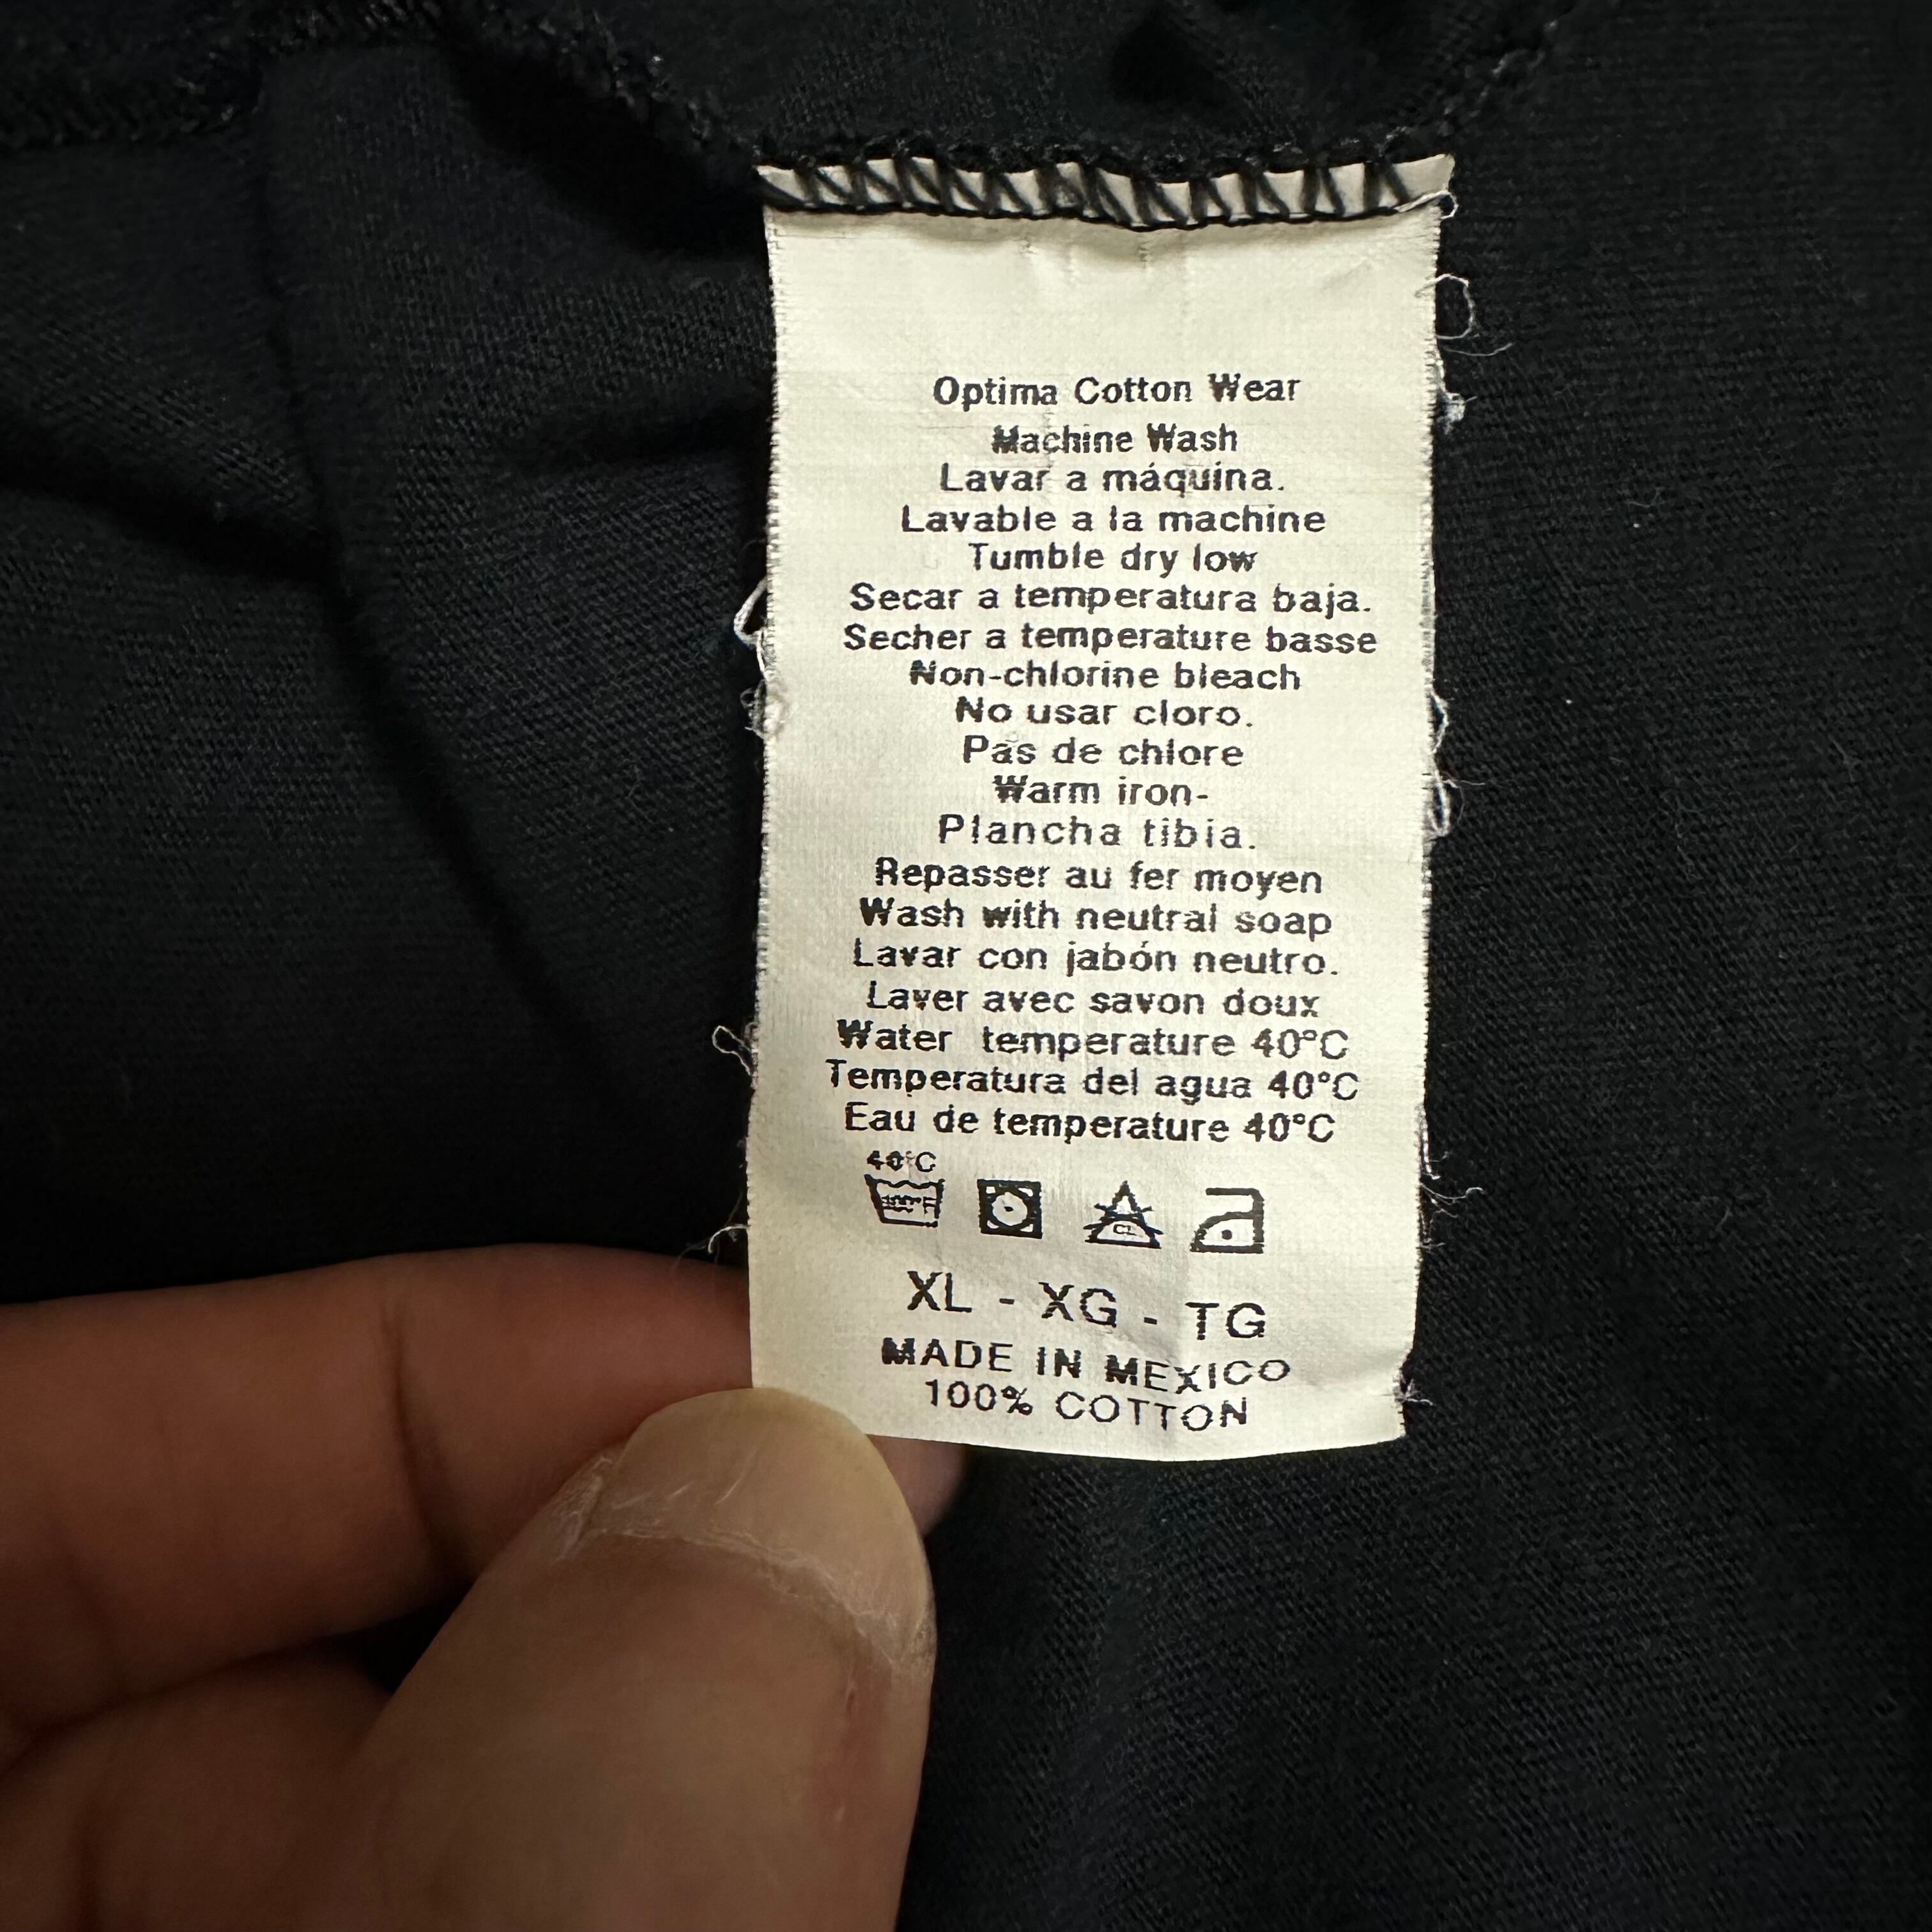 Optima Cotton Wear
Machine Wash
Lavar a máquina.
Lavable a la machine
Tumble dry low
Secar a temperatura baja.
Secher a temperature basse
Non-chlorine bleach
No usar cloro.
Pas de chlore
Warm iron-
Plancha tibia.
Repasser au fer moyen
Wash with neutral soap
Lavar con jabón neutro.
Laver avec savon doux
Water temperature 40°C
Temperatura del agua 40°C
Eau de temperature 40°C
40°C
100°F
CL
XL - XG - TG
MADE IN MEXICO
100% COTTON